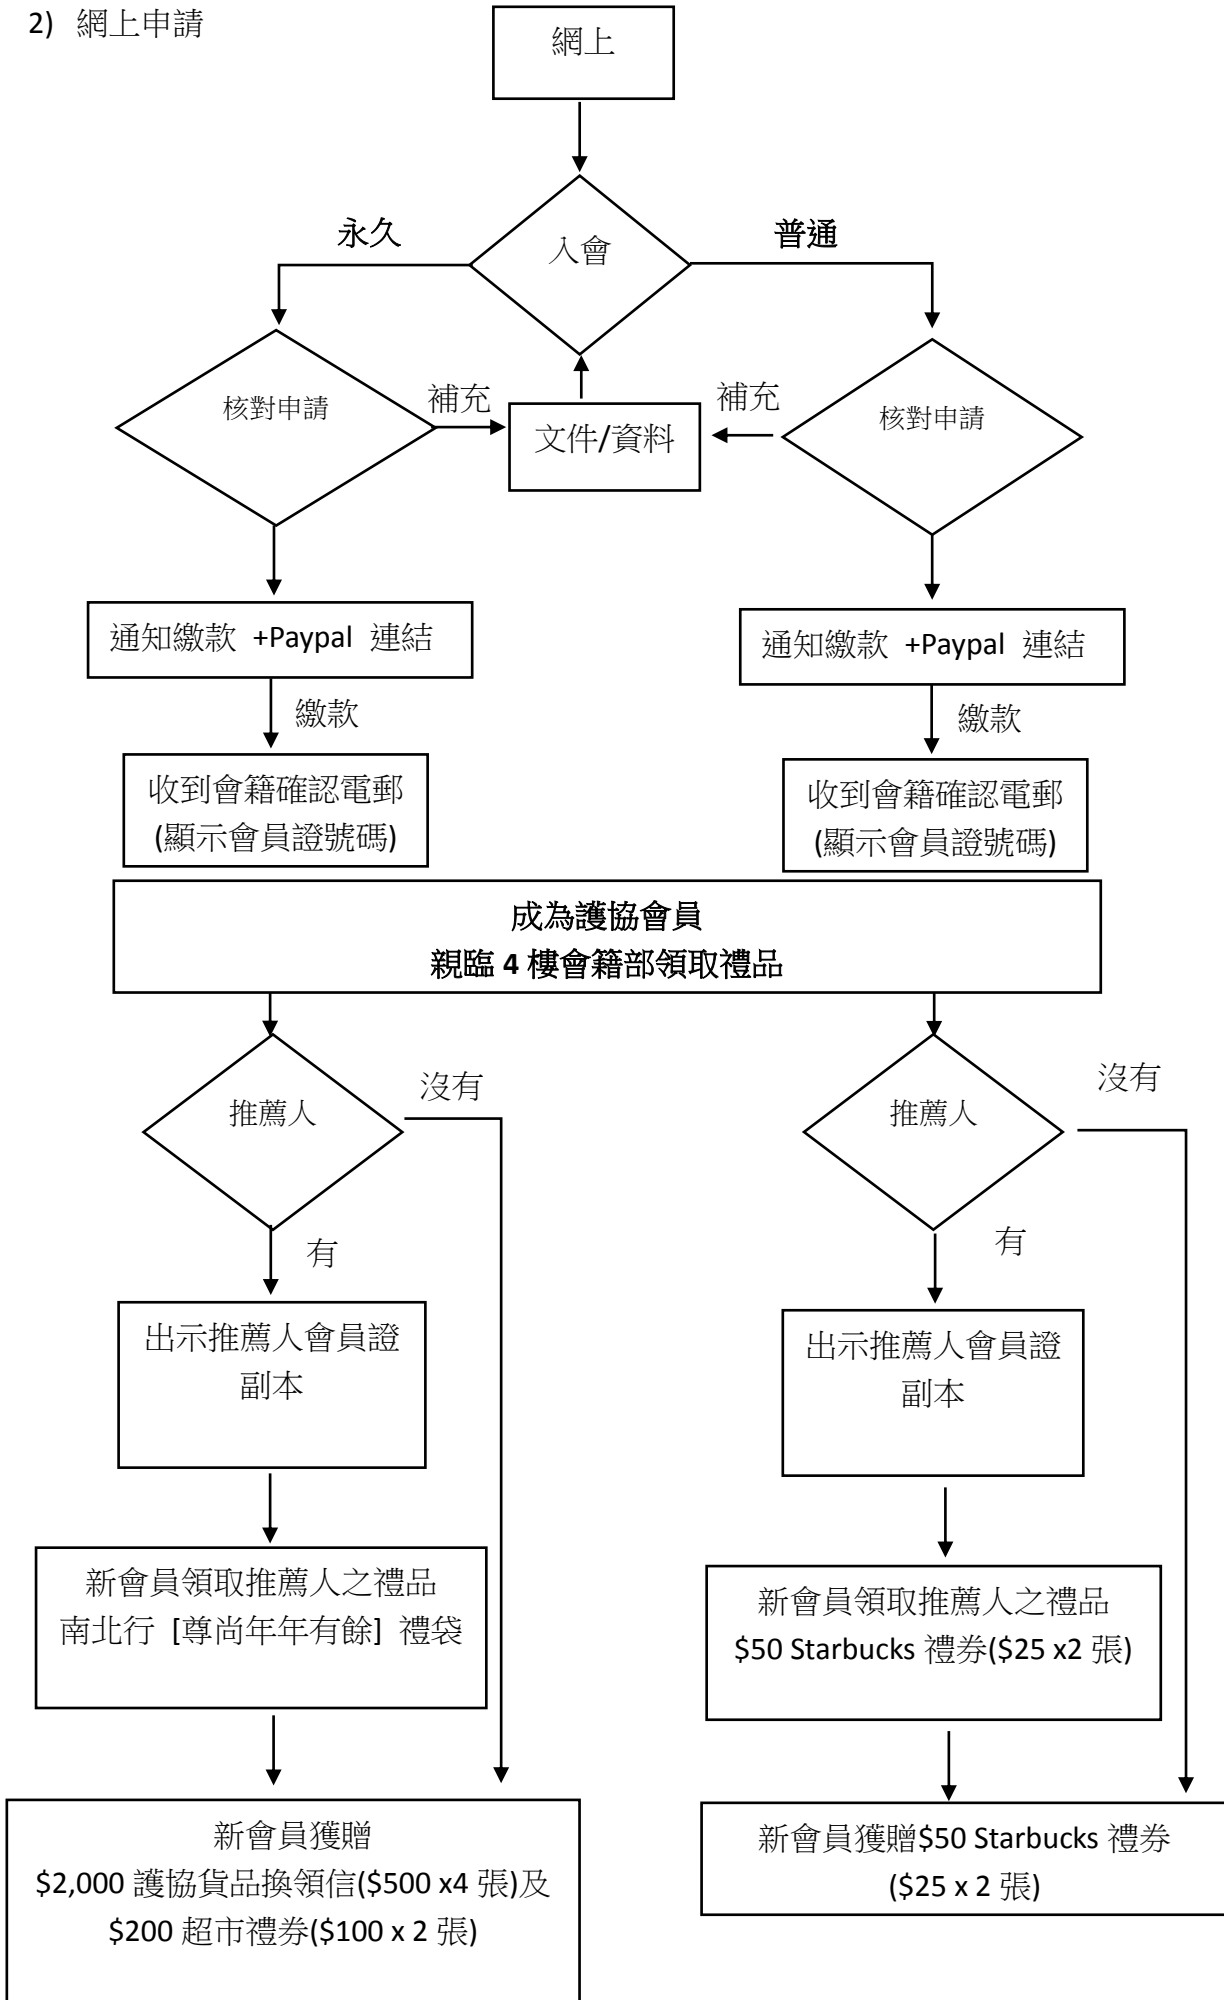 2) 網上申請
網上
入會
永久
普通
核對申請
補充
文件/資料
補充
核對申請
通知繳款 +Paypal 連結
通知繳款 +Paypal 連結
繳款
繳款
收到會籍確認電郵
(顯示會員證號碼)
收到會籍確認電郵
(顯示會員證號碼)
成為護協會員
親臨 4 樓會籍部領取禮品
推薦人
沒有
推薦人
沒有
有
有
出示推薦人會員證
副本
出示推薦人會員證
副本
新會員領取推薦人之禮品
南北行 [尊尚年年有餘] 禮袋
新會員領取推薦人之禮品
$50 Starbucks 禮券($25 x2 張)
新會員獲贈
$2,000 護協貨品換領信($500 x4 張)及
$200 超市禮券($100 x 2 張)
新會員獲贈$50 Starbucks 禮券
($25 x 2 張)